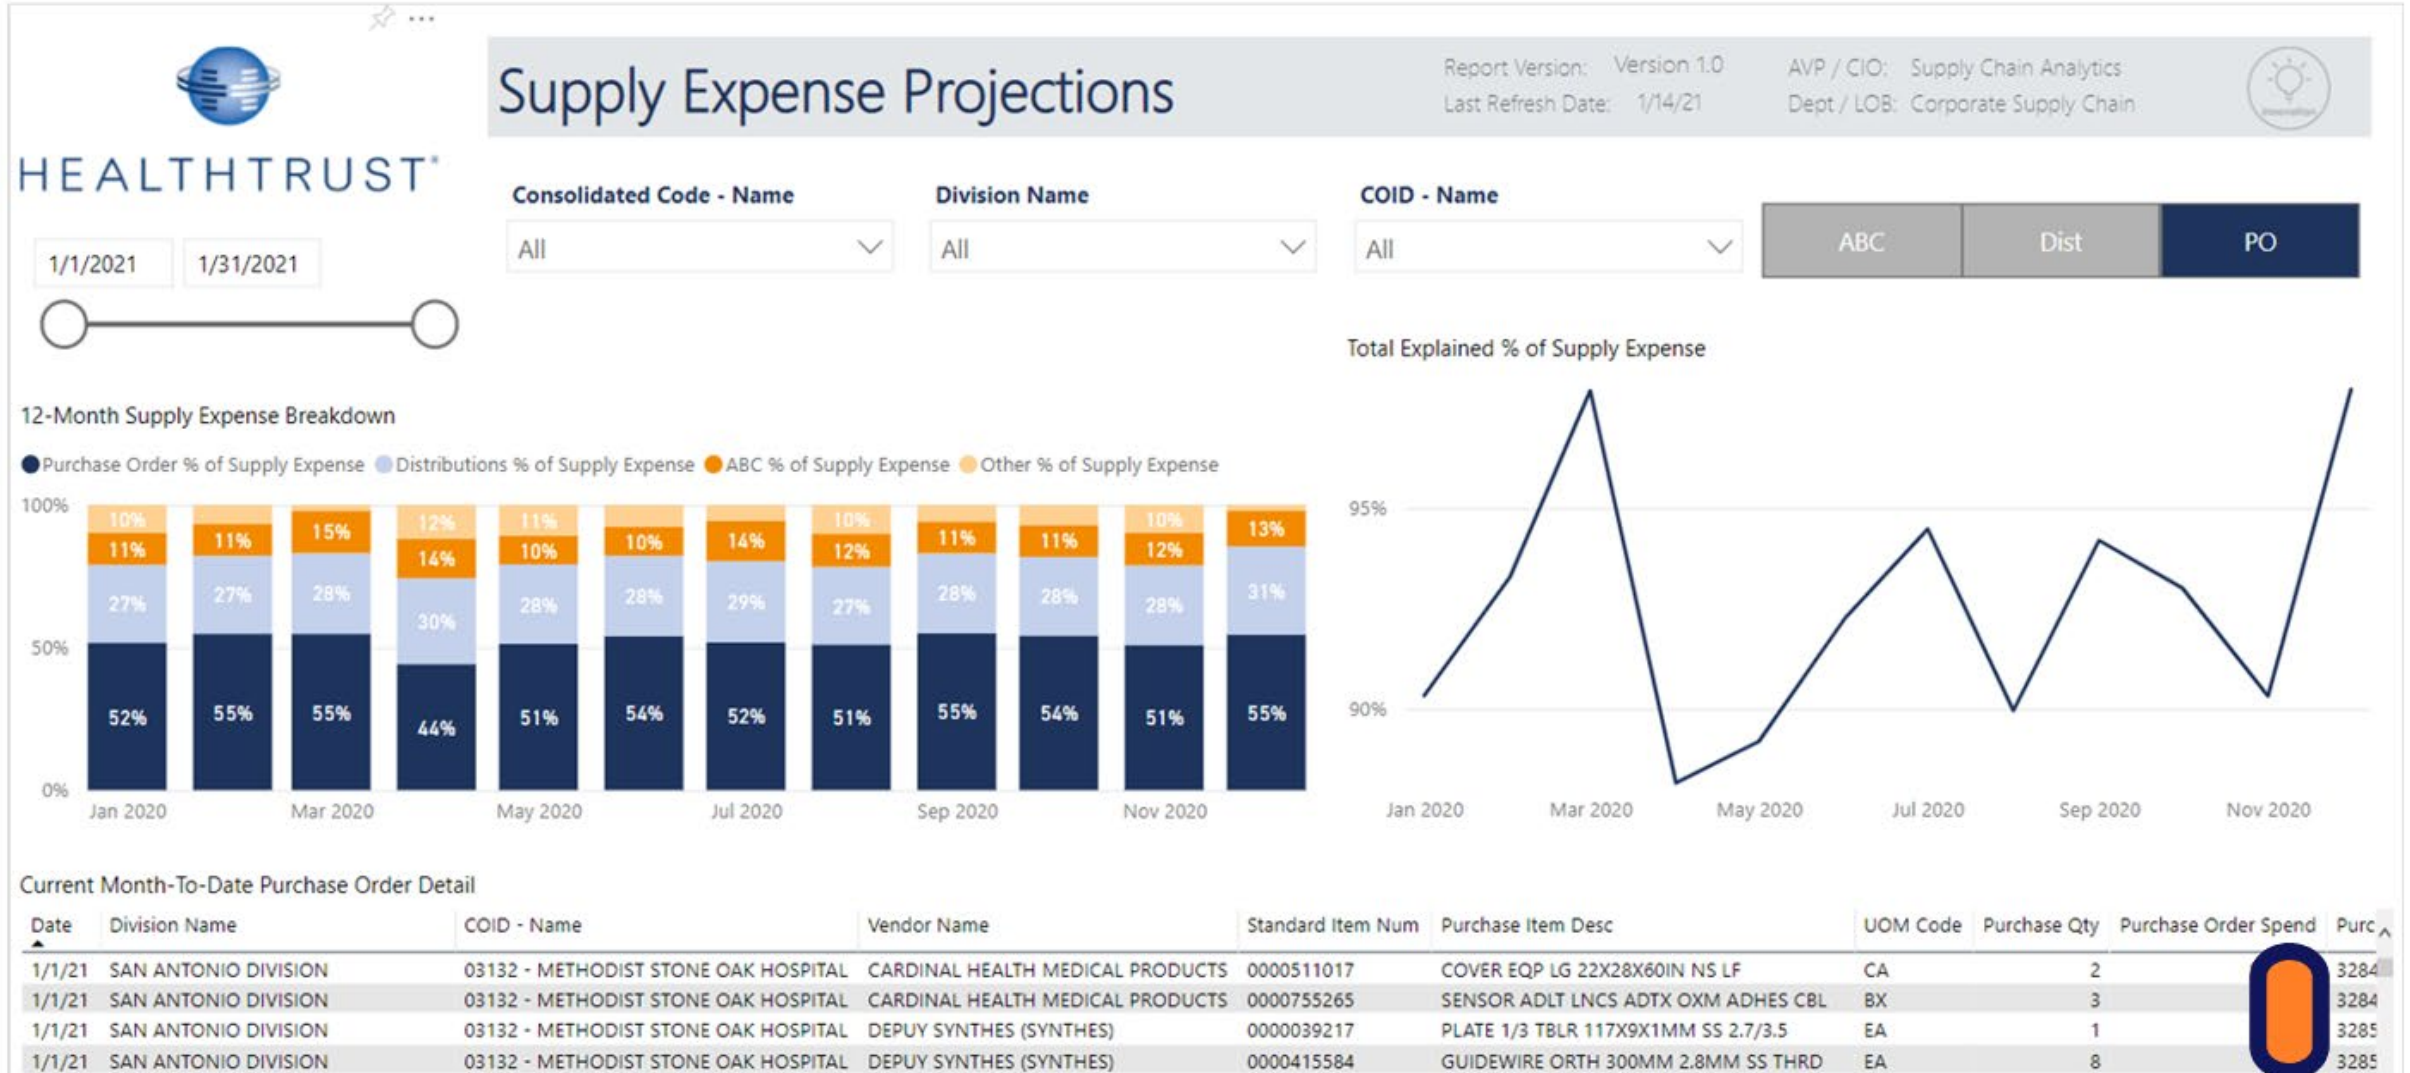 Supply Expense Projections
Report Version: Version 1.0
Last Refresh Date: 1/14/21
AVP / CIO: Supply Chain Analytics
Dept / LOB: Corporate Supply Chain
HEALTHTRUST
1/1/2021 1/31/2021
Consolidated Code - Name
All
Division Name
All
COID - Name
All
ABC Dist PO
12-Month Supply Expense Breakdown
Purchase Order % of Supply Expense Distributions % of Supply Expense ABC % of Supply Expense Other % of Supply Expense
100%
50%
0%
10% 12% 11% 10% 10%
11% 11% 15% 14% 10% 10% 14% 12% 11% 11% 12% 13%
27% 27% 28% 30% 28% 28% 29% 27% 28% 28% 28% 31%
52% 55% 55% 44% 51% 54% 52% 51% 55% 54% 51% 55%
Jan 2020 Mar 2020 May 2020 Jul 2020 Sep 2020 Nov 2020
Total Explained % of Supply Expense
95%
90%
Jan 2020 Mar 2020 May 2020 Jul 2020 Sep 2020 Nov 2020
Current Month-To-Date Purchase Order Detail
Date Division Name COID - Name Vendor Name Standard Item Num Purchase Item Desc UOM Code Purchase Qty Purchase Order Spend Purc
1/1/21 SAN ANTONIO DIVISION 03132 - METHODIST STONE OAK HOSPITAL CARDINAL HEALTH MEDICAL PRODUCTS 0000511017 COVER EQP LG 22X28X60IN NS LF CA 2 3284
1/1/21 SAN ANTONIO DIVISION 03132 - METHODIST STONE OAK HOSPITAL CARDINAL HEALTH MEDICAL PRODUCTS 0000755265 SENSOR ADLT LNCS ADTX OXM ADHES CBL BX 3 3284
1/1/21 SAN ANTONIO DIVISION 03132 - METHODIST STONE OAK HOSPITAL DEPUY SYNTHES (SYNTHES) 0000039217 PLATE 1/3 TBLR 117X9X1MM SS 2.7/3.5 EA 1 3285
1/1/21 SAN ANTONIO DIVISION 03132 - METHODIST STONE OAK HOSPITAL DEPUY SYNTHES (SYNTHES) 0000415584 GUIDEWIRE ORTH 300MM 2.8MM SS THRD EA 8 3285